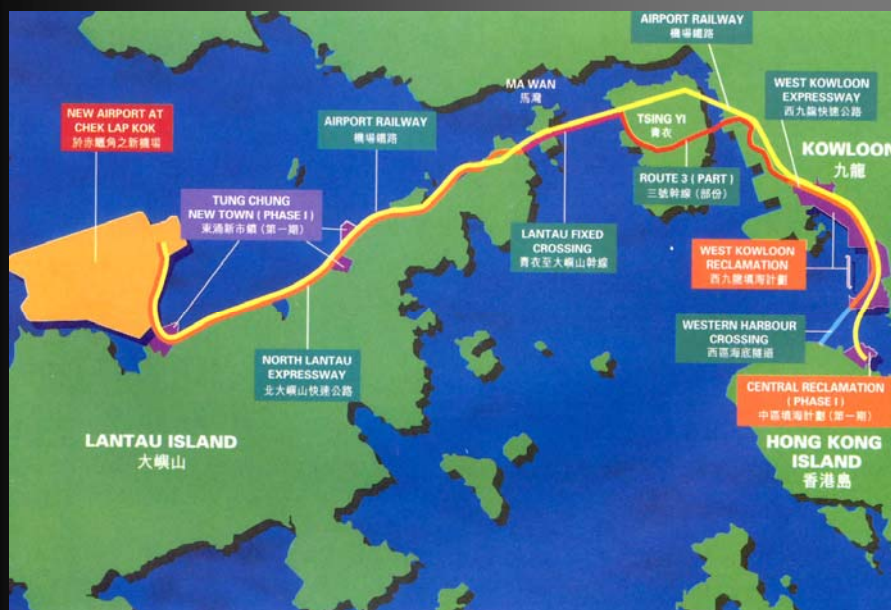 AIRPORT RAILWAY
機場鐵路
MA WAN
馬灣
WEST KOWLOON
EXPRESSWAY
西九龍快速公路
NEW AIRPORT AT
CHEK LAP KOK
於赤鱲角之新機場
AIRPORT RAILWAY
機場鐵路
TSING YI
青衣
KOWLOON
九龍
ROUTE 3 ( PART )
三號幹線(部份)
TUNG CHUNG
NEW TOWN ( PHASE I )
東涌新市鎮(第一期)
LANTAU FIXED
CROSSING
青衣至大嶼山幹線
WEST KOWLOON
RECLAMATION
西九龍填海計劃
WESTERN HARBOUR
CROSSING
西區海底隧道
NORTH LANTAU
EXPRESSWAY
北大嶼山快速公路
CENTRAL RECLAMATION
( PHASE I )
中區填海計劃(第一期)
LANTAU ISLAND
大嶼山
HONG KONG
ISLAND
香港島